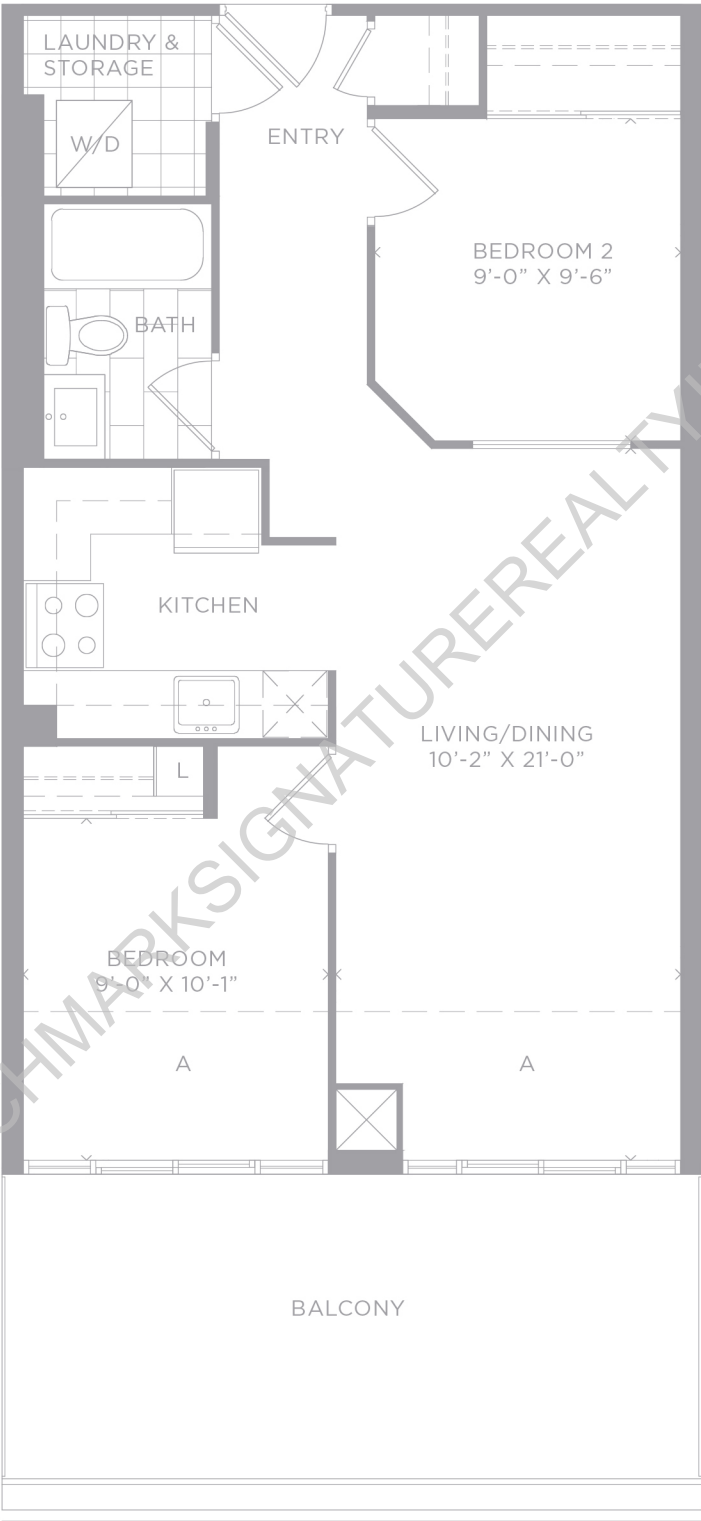 LAUNDRY &
STORAGE
W/D
ENTRY
BEDROOM 2
9'-0" X 9'-6"
BATH
KITCHEN
LIVING/DINING
10'-2" X 21'-0"
L
BEDROOM
9'-0" X 10'-1"
A
A
BALCONY